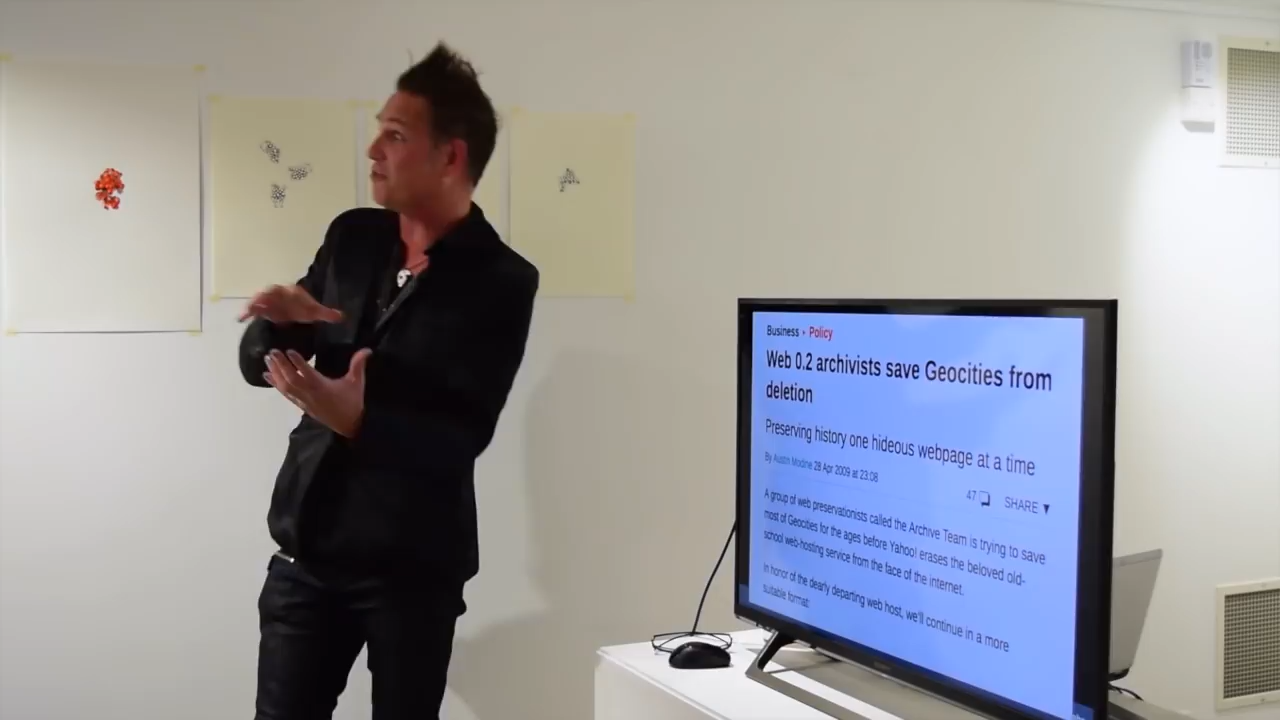 Business • Policy
Web 0.2 archivists save Geocities from
deletion
Preserving history one hideous webpage at a time
By Austin Modine 28 Apr 2009 at 23:08
47 SHARE ▼
A group of web preservationists called the Archive Team is trying to save
most of Geocities for the ages before Yahoo! erases the beloved old-
school web-hosting service from the face of the internet.
In honor of the dearly departing web host, we'll continue in a more
suitable format: